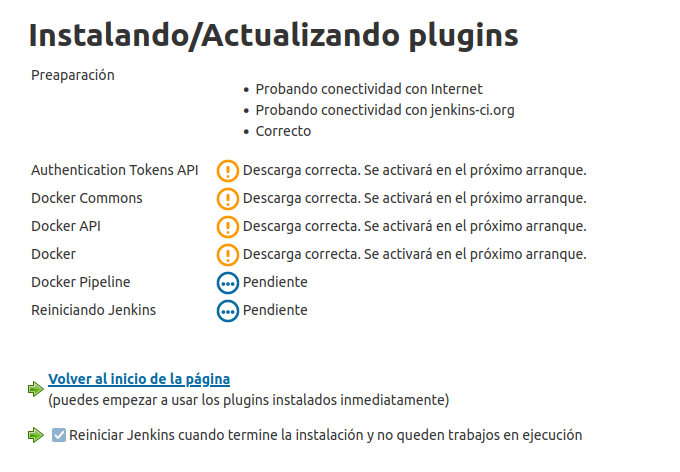 Instalando/Actualizando plugins
Preaparación
Probando conectividad con Internet
Probando conectividad con jenkins-ci.org
Correcto
Authentication Tokens API Descarga correcta. Se activará en el próximo arranque.
Docker Commons Descarga correcta. Se activará en el próximo arranque.
Docker API Descarga correcta. Se activará en el próximo arranque.
Docker Descarga correcta. Se activará en el próximo arranque.
Docker Pipeline Pendiente
Reiniciando Jenkins Pendiente
Volver al inicio de la página
(puedes empezar a usar los plugins instalados inmediatamente)
Reiniciar Jenkins cuando termine la instalación y no queden trabajos en ejecución